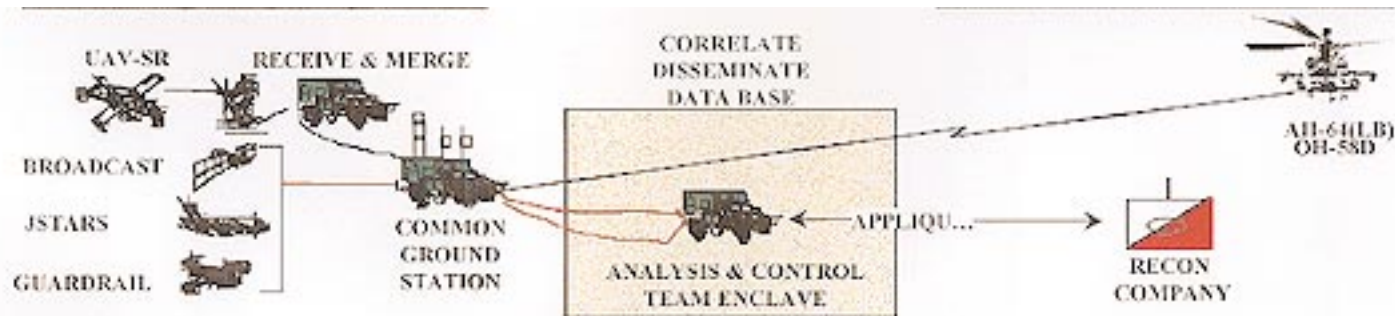 UAV-SR
RECEIVE & MERGE
CORRELATE
DISSEMINATE
DATA BASE
AH-64(LB)
OH-58D
BROADCAST
JSTARS
COMMON
GROUND
STATION
APPLIQU...
GUARDRAIL
ANALYSIS & CONTROL
TEAM ENCLAVE
RECON
COMPANY